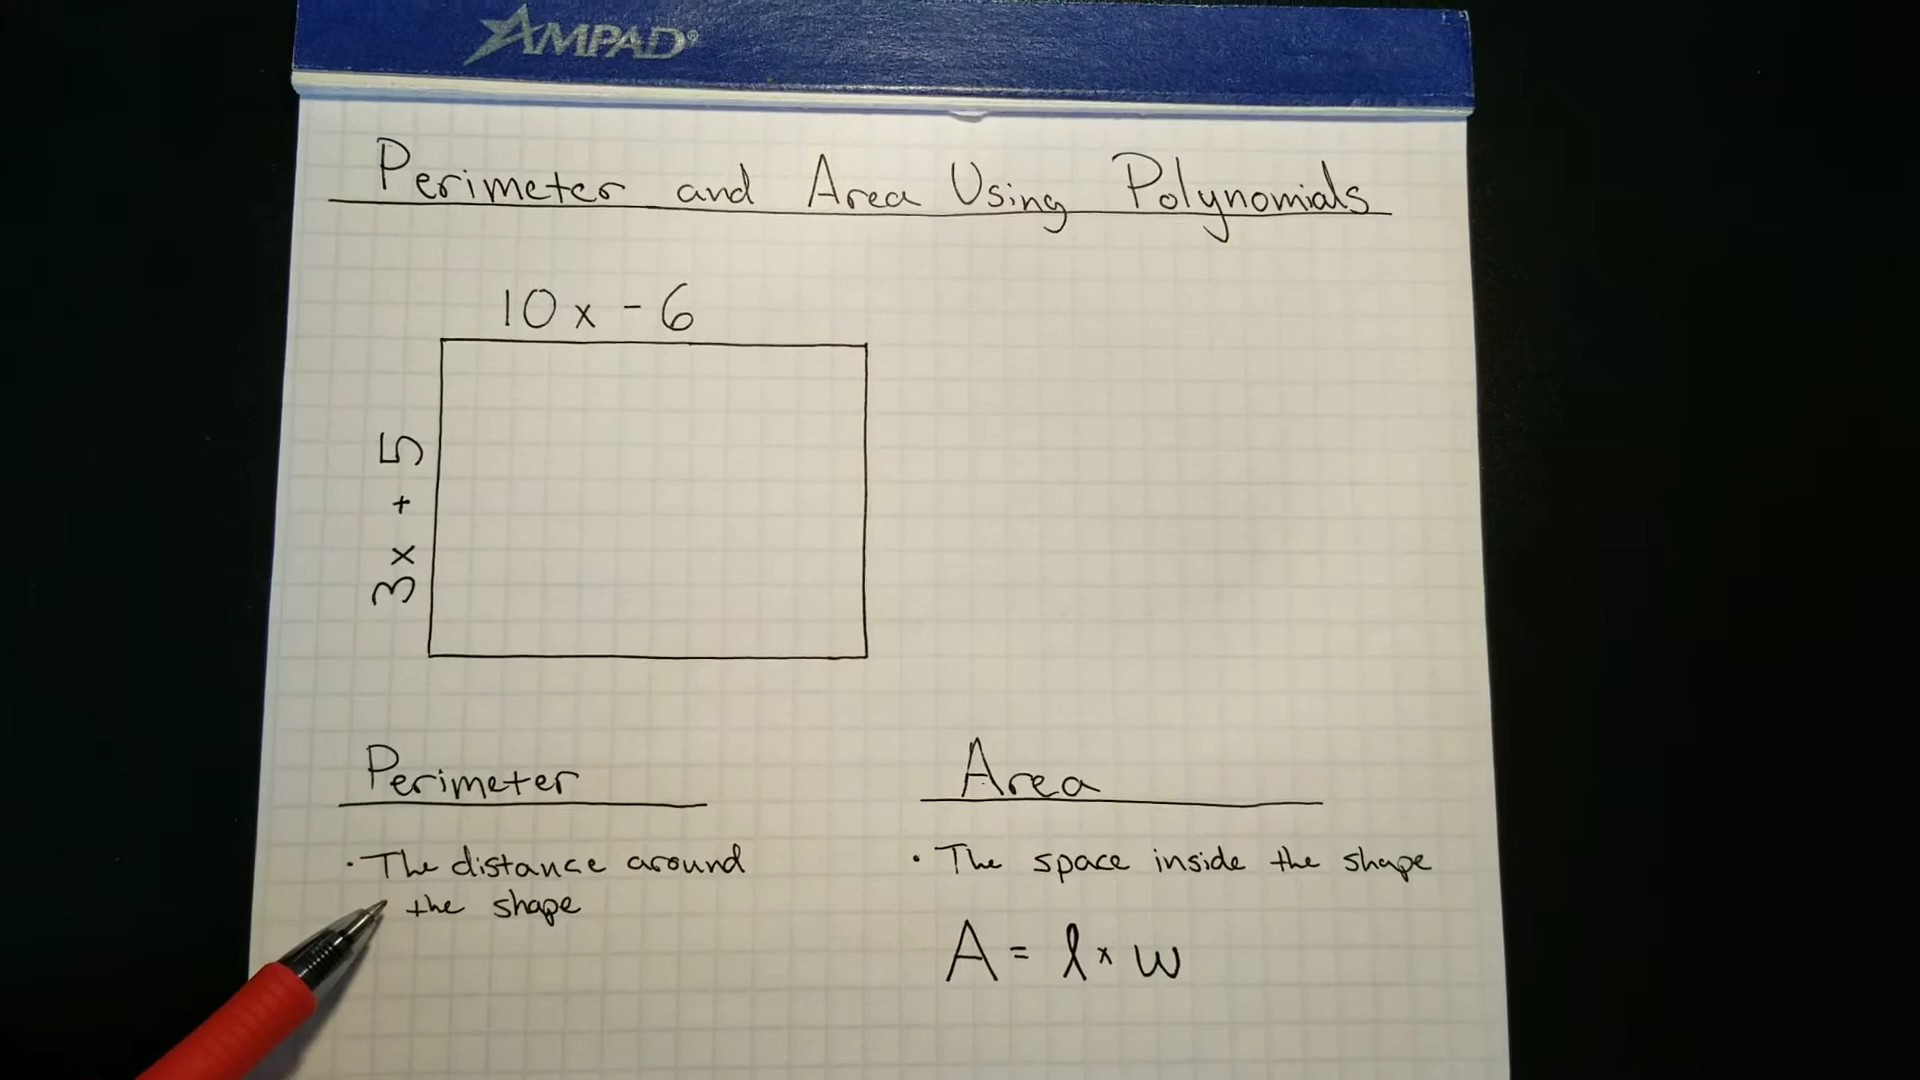 AMPAD®
Perimeter and Area Using Polynomials
10x - 6
3x + 5
Perimeter
• The distance around
the shape
Area
• The space inside the shape
A = l × w